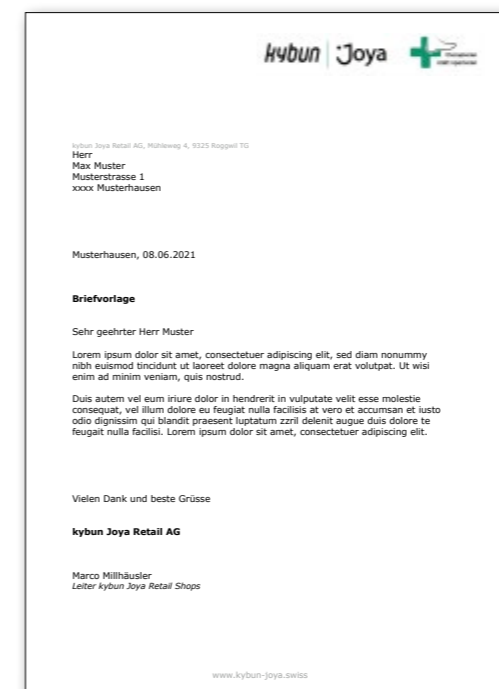 kybun Joya
kybun Joya Retail AG, Mühleweg 4, 9325 Roggwil TG
Herr
Max Muster
Musterstrasse 1
xxxx Musterhausen
Musterhausen, 08.06.2021
Briefvorlage
Sehr geehrter Herr Muster
Lorem ipsum dolor sit amet, consectetuer adipiscing elit, sed diam nonummy
nibh euismod tincidunt ut laoreet dolore magna aliquam erat volutpat. Ut wisi
enim ad minim veniam, quis nostrud.
Duis autem vel eum iriure dolor in hendrerit in vulputate velit esse molestie
consequat, vel illum dolore eu feugiat nulla facilisis at vero et accumsan et iusto
odio dignissim qui blandit praesent luptatum zzril delenit augue duis dolore te
feugait nulla facilisi. Lorem ipsum dolor sit amet, consectetuer adipiscing elit.
Vielen Dank und beste Grüsse
kybun Joya Retail AG
Marco Millhäusler
Leiter kybun Joya Retail Shops
www.kybun-joya.swiss